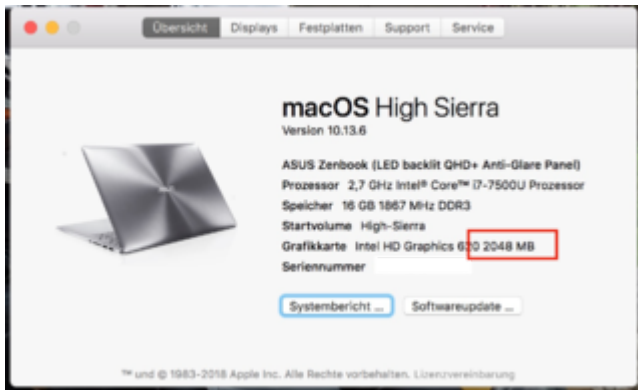 Übersicht Displays Festplatten Support Service
macOS High Sierra
Version 10.13.6
ASUS Zenbook (LED backlit QHD+ Anti-Glare Panel)
Prozessor 2,7 GHz Intel® Core™ i7-7500U Prozessor
Speicher 16 GB 1867 MHz DDR3
Startvolume High-Sierra
Grafikkarte Intel HD Graphics 620 2048 MB
Seriennummer
Systembericht ... Softwareupdate ...
™ und © 1983-2018 Apple Inc. Alle Rechte vorbehalten. Lizenzvereinbarung